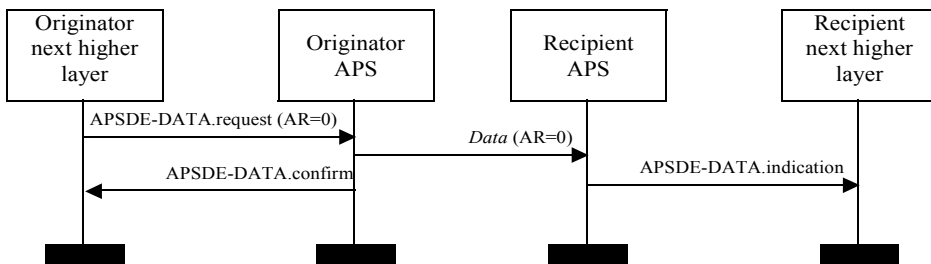 Originator
next higher
layer
Originator
APS
Recipient
APS
Recipient
next higher
layer
APSDE-DATA.request (AR=0)
Data (AR=0)
APSDE-DATA.confirm
APSDE-DATA.indication